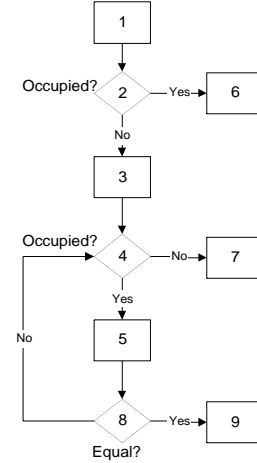 1
Occupied?
2
Yes
6
No
3
Occupied?
4
No
7
Yes
5
No
8
Yes
9
Equal?